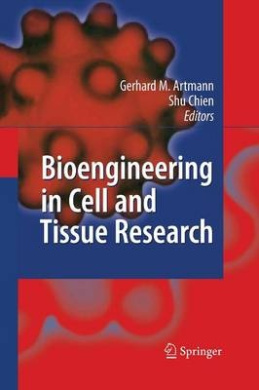 Gerhard M. Artmann
Shu Chien
Editors
Bioengineering
in Cell and
Tissue Research
Springer